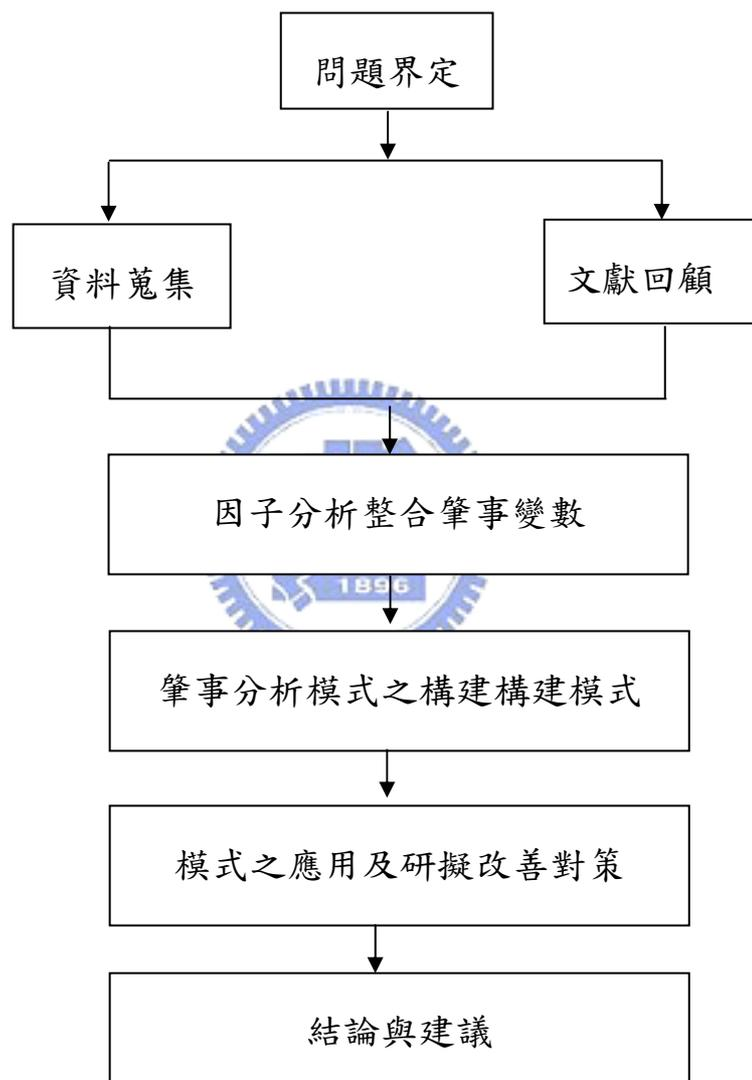 問題界定
資料蒐集
文獻回顧
因子分析整合肇事變數
1896
肇事分析模式之構建構建模式
模式之應用及研擬改善對策
結論與建議